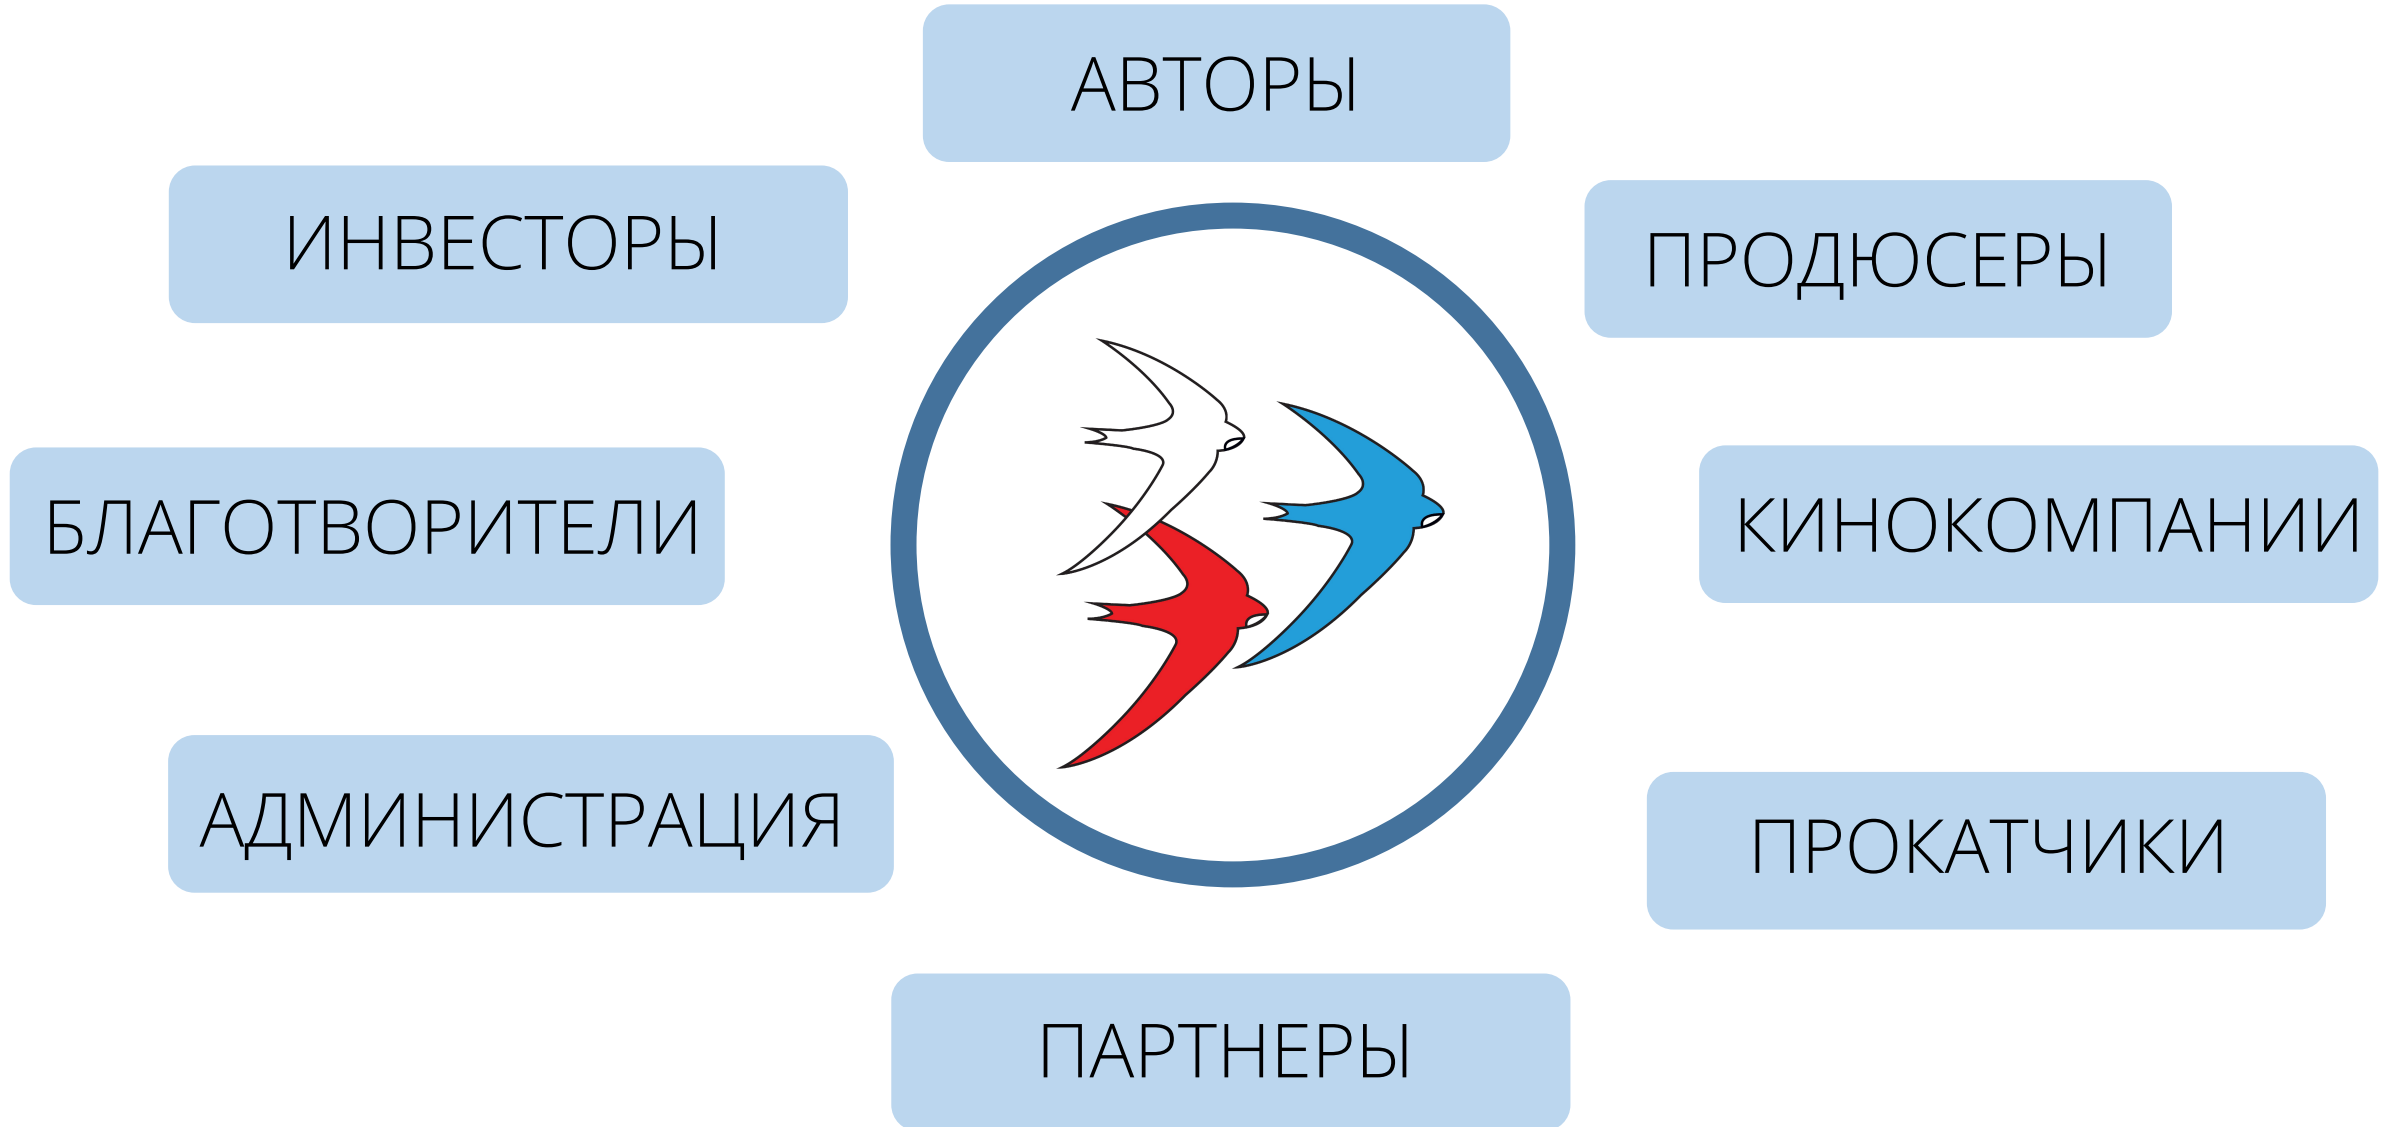 АВТОРЫ
ИНВЕСТОРЫ
ПРОДЮСЕРЫ
БЛАГОТВОРИТЕЛИ
КИНОКОМПАНИИ
АДМИНИСТРАЦИЯ
ПРОКАТЧИКИ
ПАРТНЕРЫ